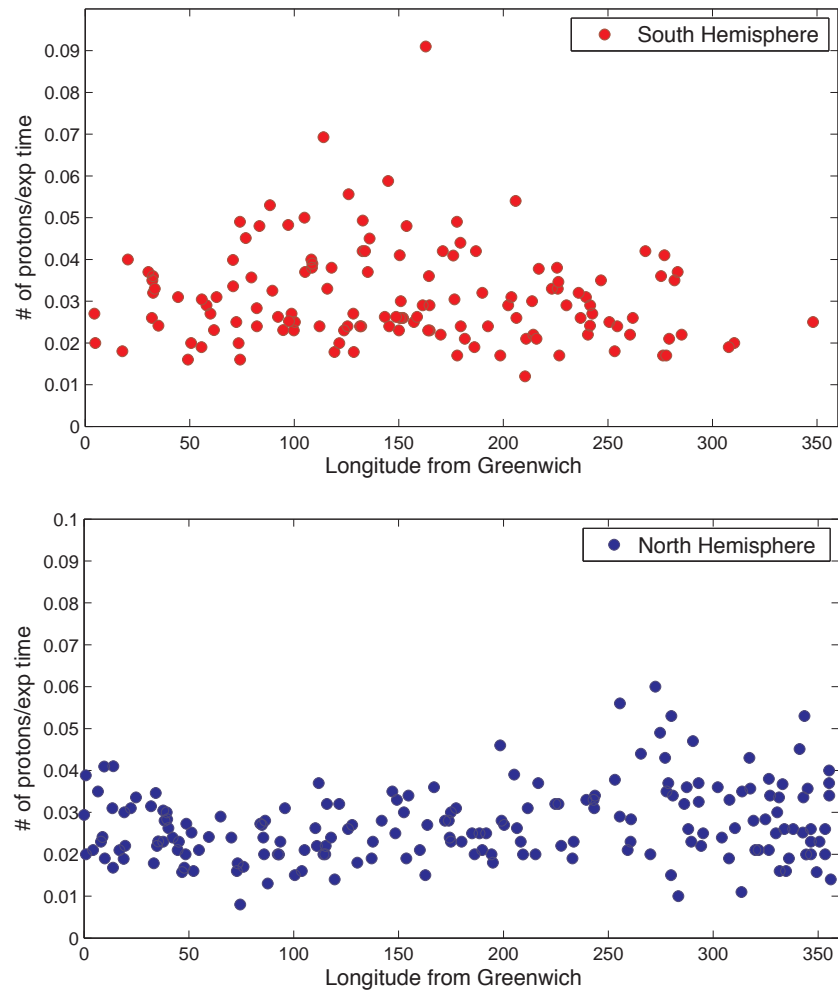 South Hemisphere
0.09
0.08
0.07
0.06
0.05
0.04
0.03
0.02
0.01
0
# of protons/exp time
0 50 100 150 200 250 300 350
Longitude from Greenwich
0.1
North Hemisphere
0.09
0.08
0.07
0.06
0.05
0.04
0.03
0.02
0.01
0
# of protons/exp time
0 50 100 150 200 250 300 350
Longitude from Greenwich